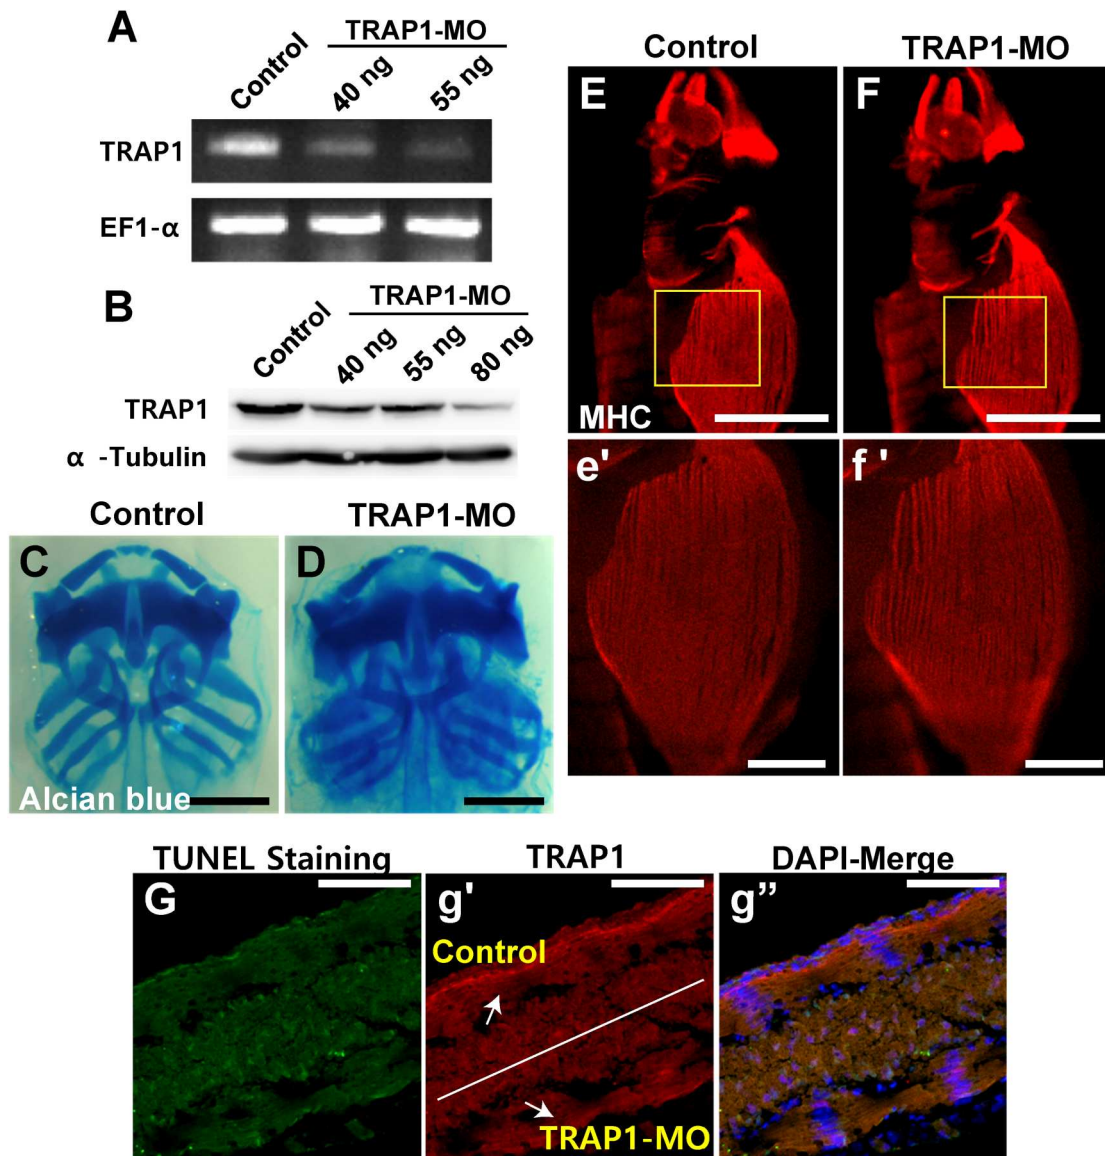 A
TRAP1-MO
Control
40 ng
55 ng
TRAP1
EF1-α
B
TRAP1-MO
Control
40 ng
55 ng
80 ng
TRAP1
α -Tubulin
Control
TRAP1-MO
C
D
Alcian blue
Control
TRAP1-MO
E
F
MHC
e'
f '
TUNEL Staining
TRAP1
DAPI-Merge
G
g'
g”
Control
TRAP1-MO